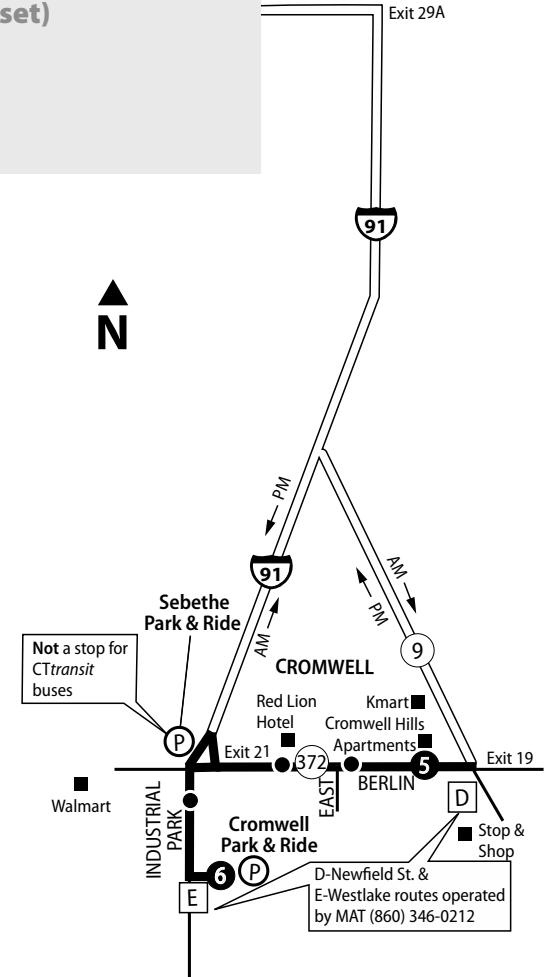 set)
Exit 29A
91
N
PM
91
AM
AM
PM
9
Sebethe
Park & Ride
Not a stop for
CTtransit
buses
P
CROMWELL
Red Lion
Hotel
Kmart
Cromwell Hills
Apartments
Exit 21
372
5
Exit 19
BERLIN
EAST
D
Walmart
INDUSTRIAL
PARK
Cromwell
Park & Ride
6
P
Stop &
Shop
E
D-Newfield St. &
E-Westlake routes operated
by MAT (860) 346-0212